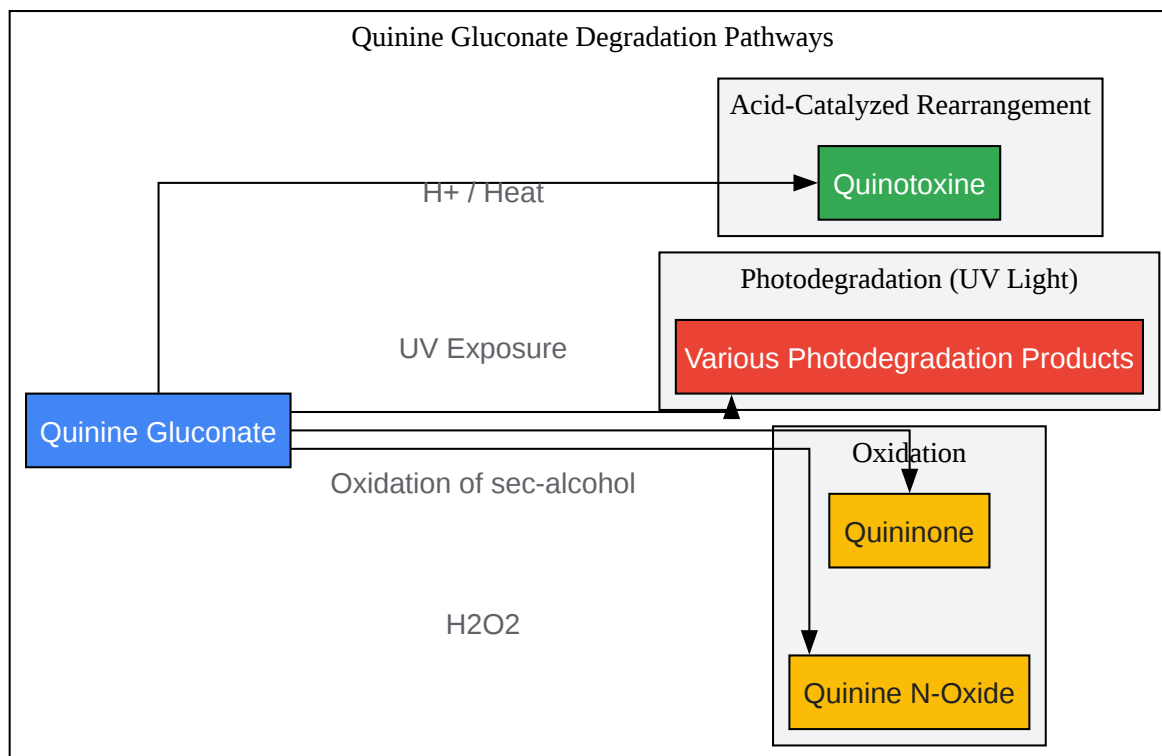 Quinine Gluconate Degradation Pathways
Acid-Catalyzed Rearrangement
Quinotoxine
H+ / Heat
Photodegradation (UV Light)
Various Photodegradation Products
UV Exposure
Quinine Gluconate
Oxidation
Oxidation of sec-alcohol
Quininone
H2O2
Quinine N-Oxide